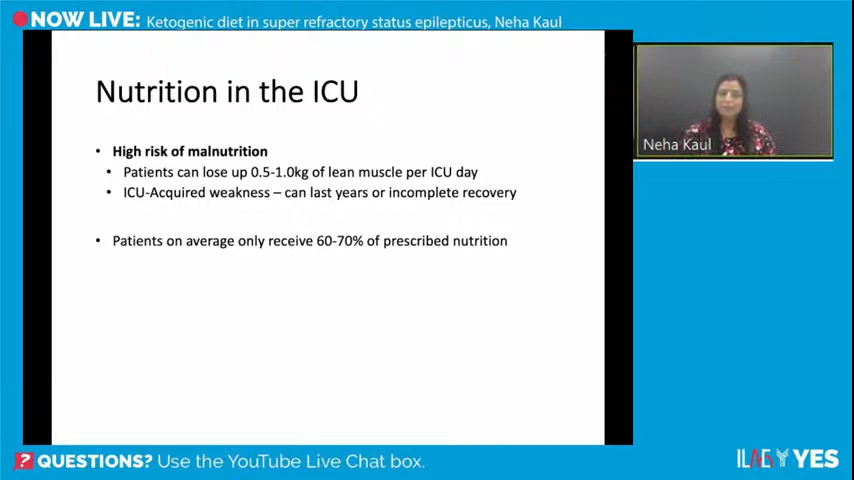 NOW LIVE: Ketogenic diet in super refractory status epilepticus, Neha Kaul
Nutrition in the ICU
• High risk of malnutrition
• Patients can lose up 0.5-1.0kg of lean muscle per ICU day
• ICU-Acquired weakness – can last years or incomplete recovery
• Patients on average only receive 60-70% of prescribed nutrition
Neha Kaul
? QUESTIONS? Use the YouTube Live Chat box.
ILAE YES